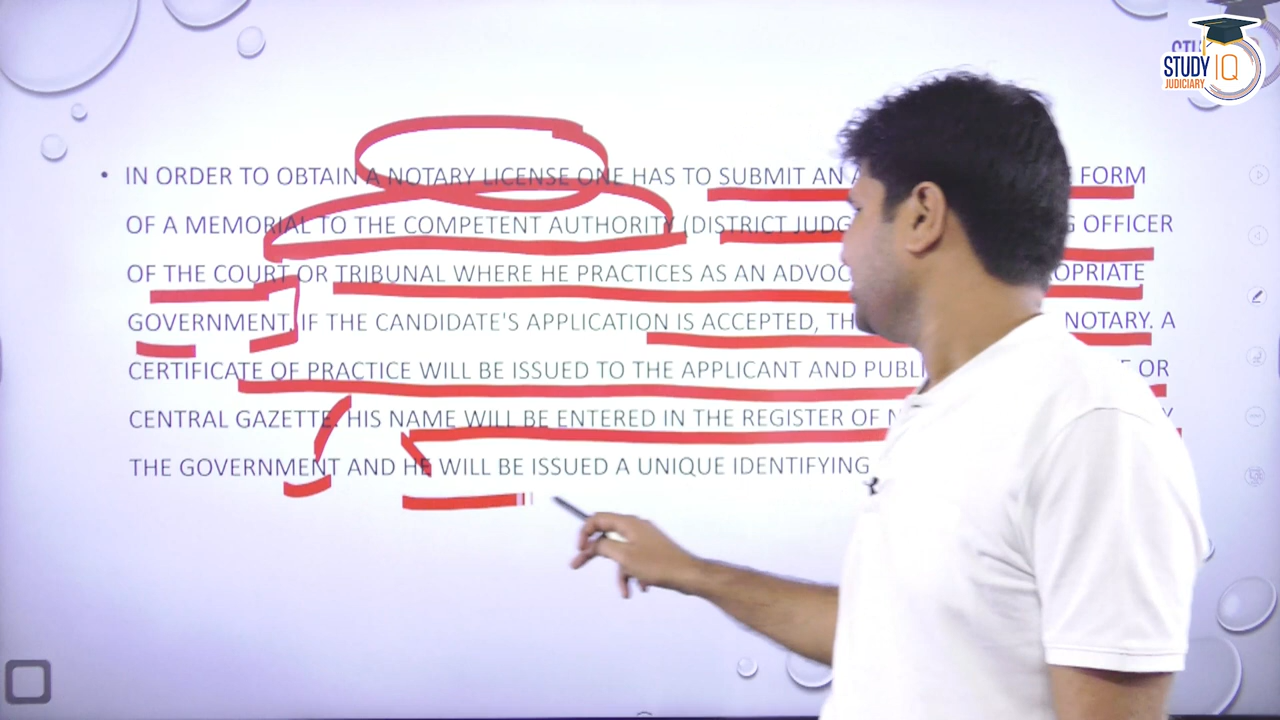 STUDY IQ
JUDICIARY
• IN ORDER TO OBTAIN A NOTARY LICENSE ONE HAS TO SUBMIT AN FORM
OF A MEMORIAL TO THE COMPETENT AUTHORITY (DISTRICT JUDG OFFICER
OF THE COURT OR TRIBUNAL WHERE HE PRACTICES AS AN ADVOC OPRIATE
GOVERNMENT. IF THE CANDIDATE'S APPLICATION IS ACCEPTED, TH NOTARY. A
CERTIFICATE OF PRACTICE WILL BE ISSUED TO THE APPLICANT AND PUBLI OR
CENTRAL GAZETTE. HIS NAME WILL BE ENTERED IN THE REGISTER OF
THE GOVERNMENT AND HE WILL BE ISSUED A UNIQUE IDENTIFYING